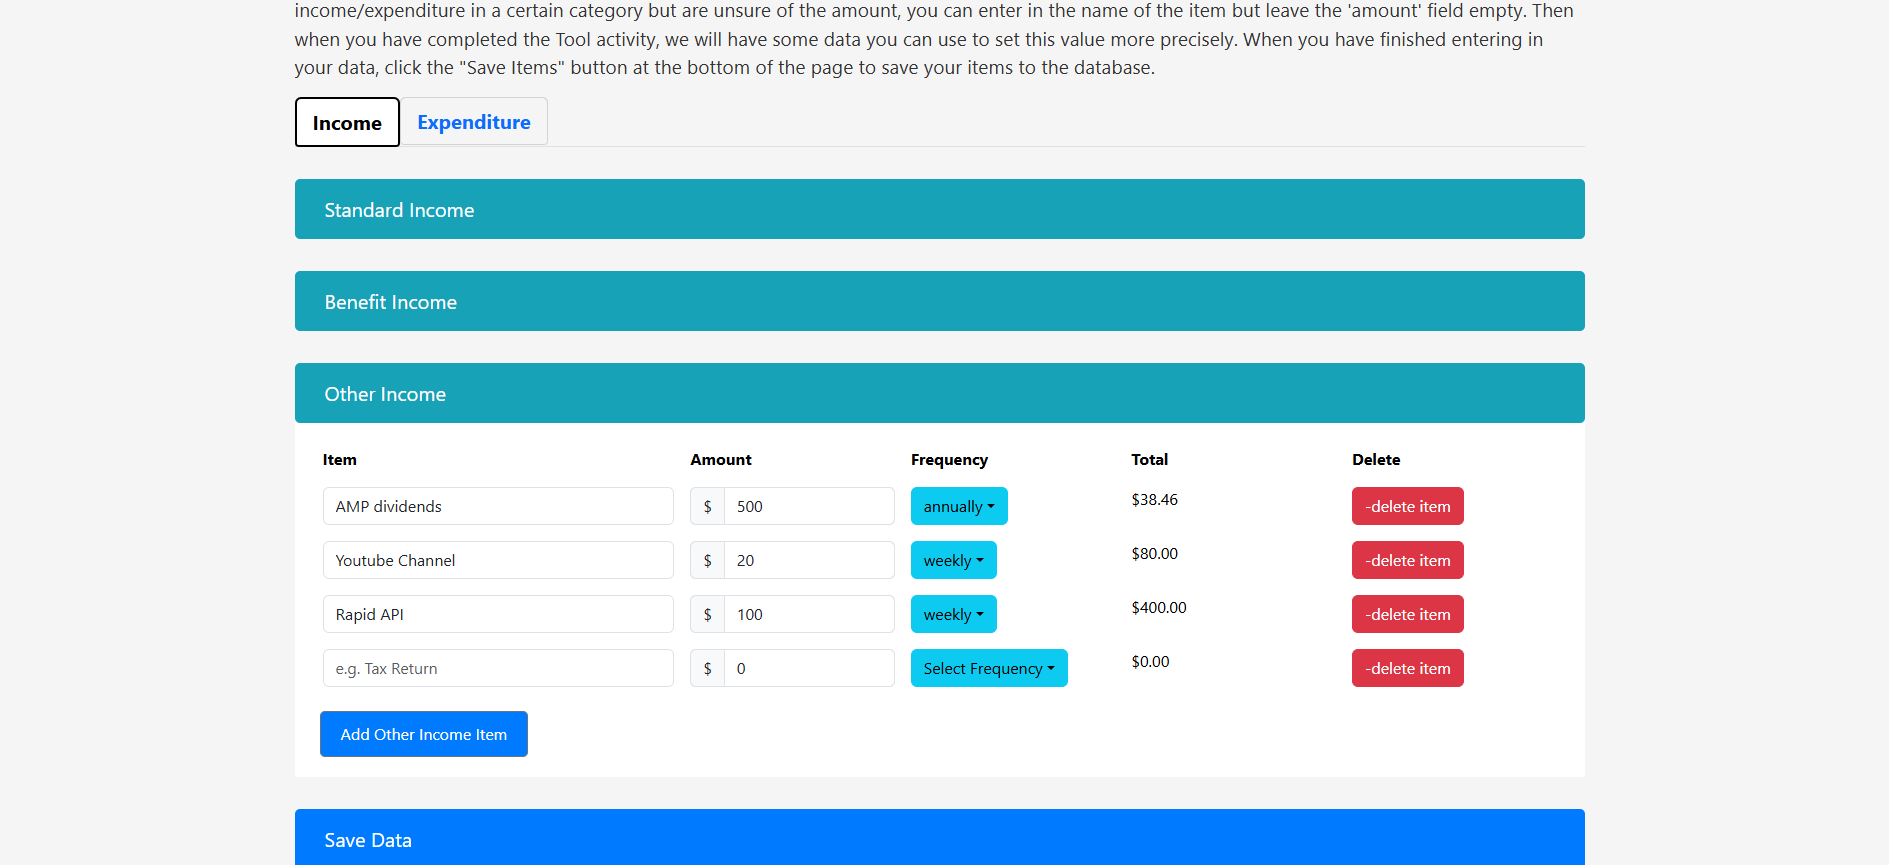 income/expenditure in a certain category but are unsure of the amount, you can enter in the name of the item but leave the 'amount' field empty. Then
when you have completed the Tool activity, we will have some data you can use to set this value more precisely. When you have finished entering in
your data, click the "Save Items" button at the bottom of the page to save your items to the database.
Income Expenditure
Standard Income
Benefit Income
Other Income
Item Amount Frequency Total Delete
AMP dividends $ 500 annually $38.46 -delete item
Youtube Channel $ 20 weekly $80.00 -delete item
Rapid API $ 100 weekly $400.00 -delete item
e.g. Tax Return $ 0 Select Frequency $0.00 -delete item
Add Other Income Item
Save Data